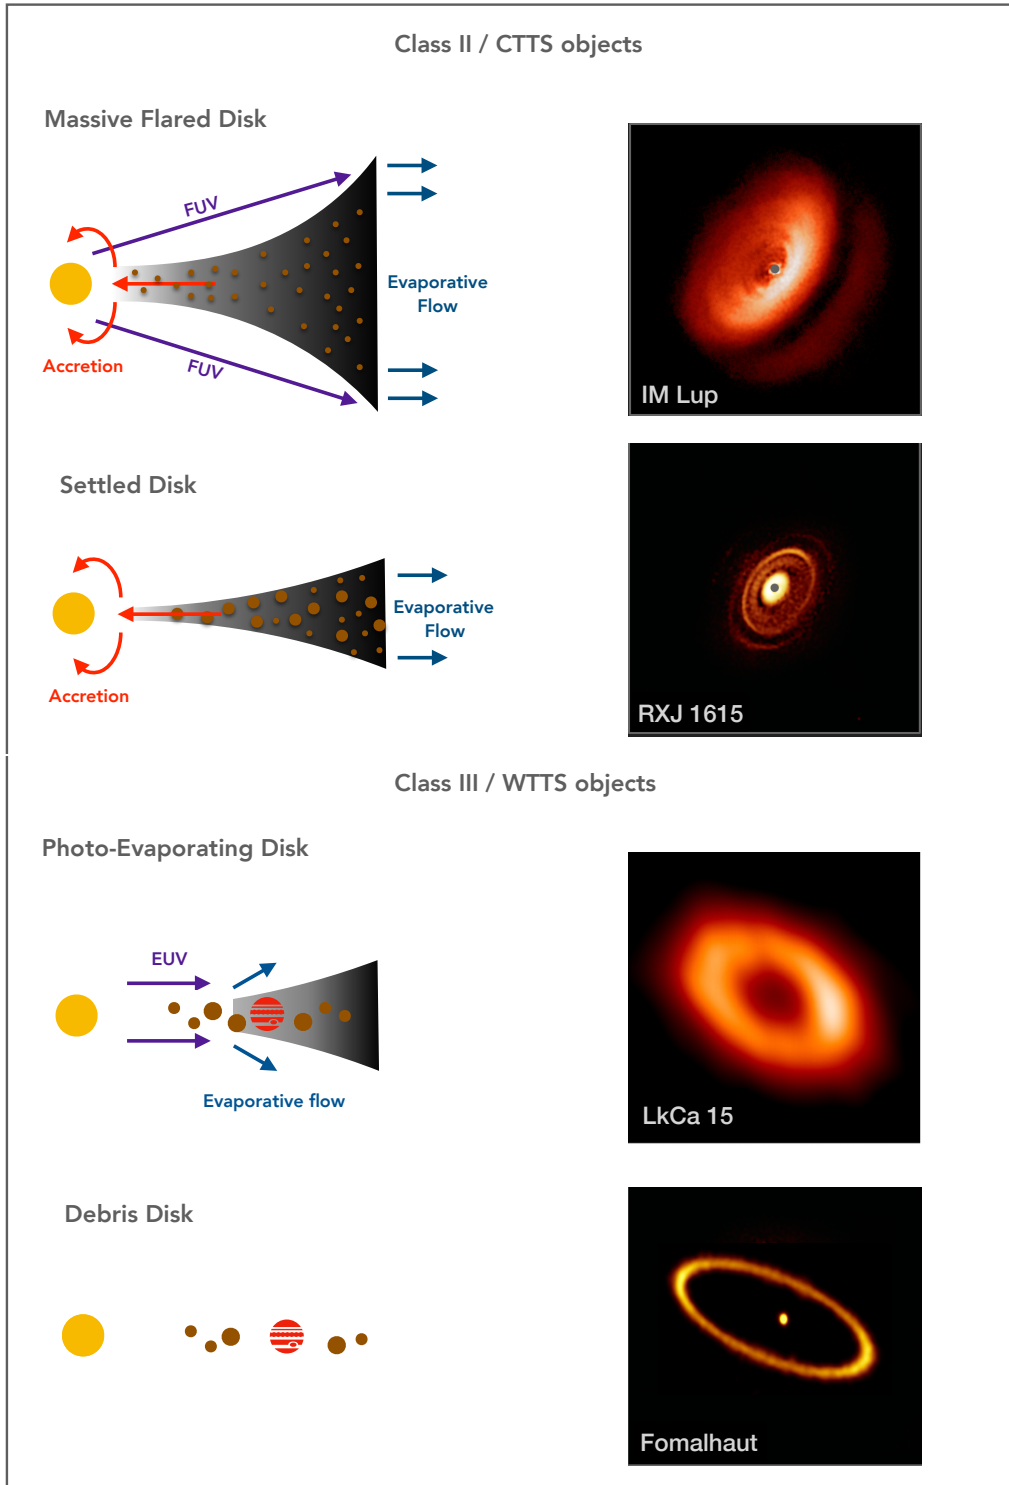 Class II / CTTS objects
Massive Flared Disk
FUV
Evaporative
Flow
FUV
Accretion
IM Lup
Settled Disk
Evaporative
Flow
Accretion
RXJ 1615
Class III / WTTS objects
Photo-Evaporating Disk
EUV
Evaporative flow
LkCa 15
Debris Disk
Fomalhaut